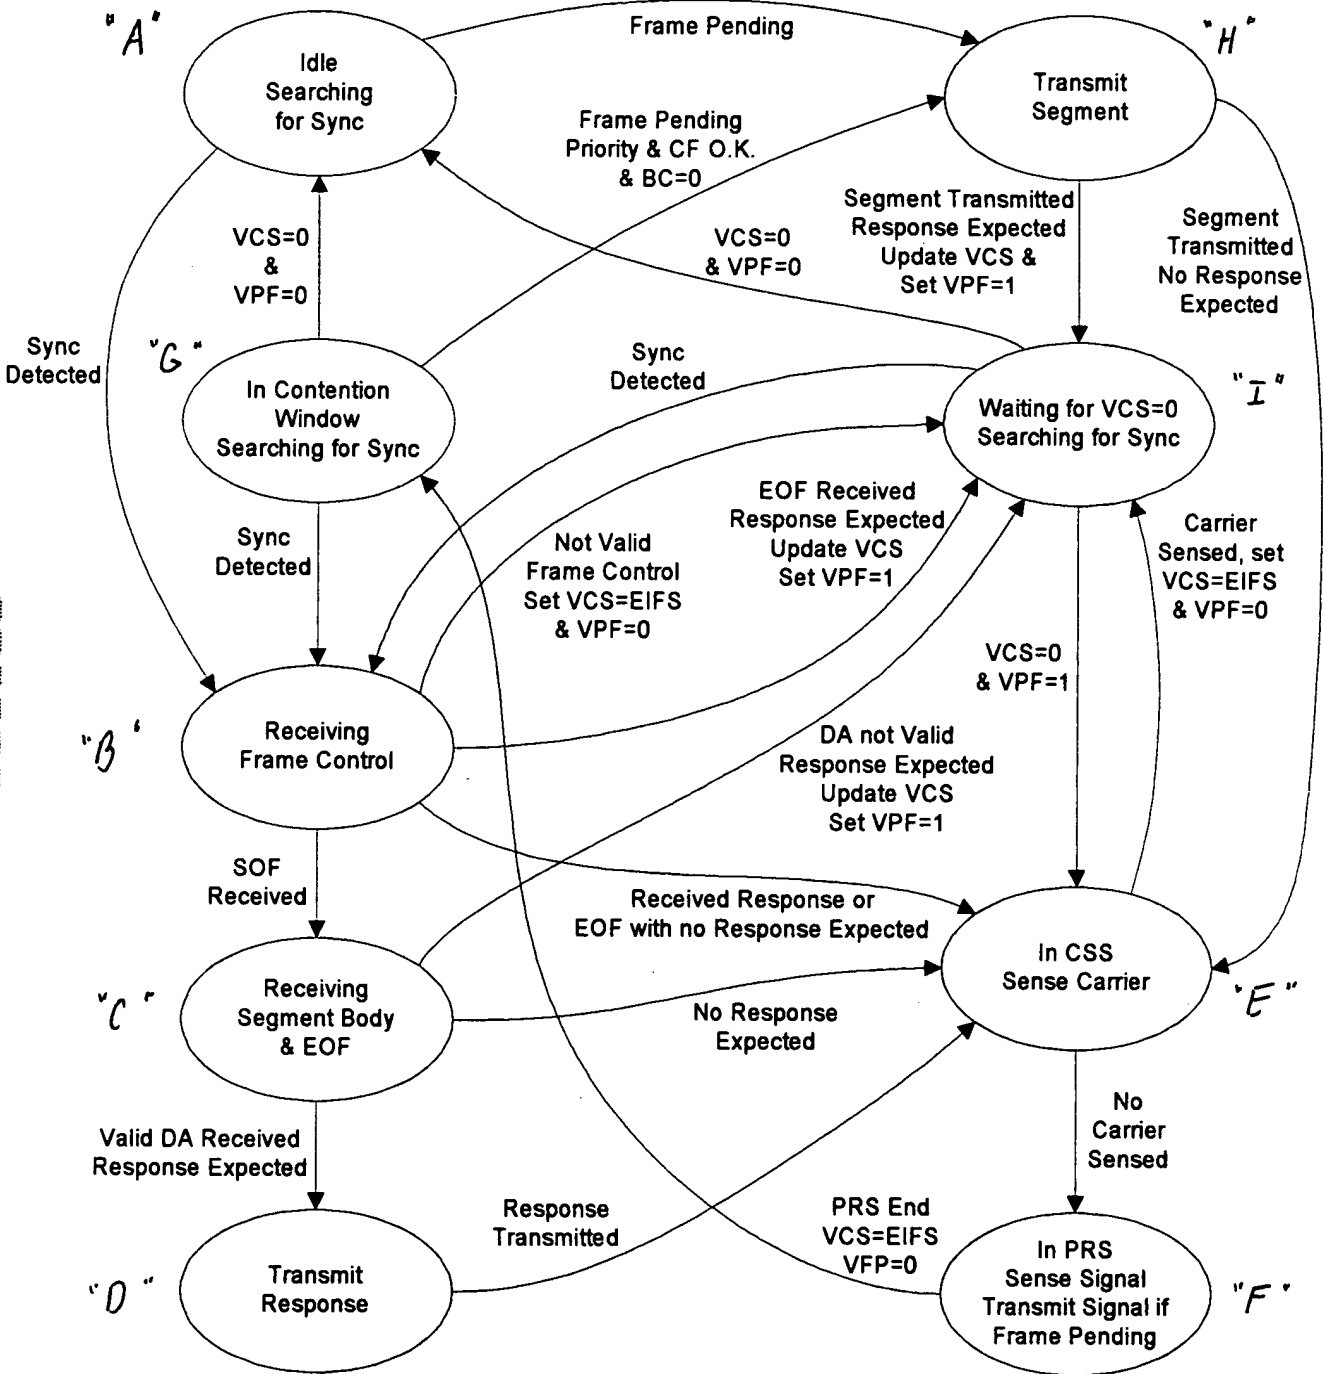 "A"
Idle
Searching
for Sync
Frame Pending
"H"
Transmit
Segment
Frame Pending
Priority & CF O.K.
& BC=0
VCS=0
&
VPF=0
VCS=0
& VPF=0
Segment Transmitted
Response Expected
Update VCS &
Set VPF=1
Segment
Transmitted
No Response
Expected
Sync
Detected
"G"
In Contention
Window
Searching for Sync
Sync
Detected
Waiting for VCS=0
Searching for Sync
"I"
Sync
Detected
Not Valid
Frame Control
Set VCS=EIFS
& VPF=0
EOF Received
Response Expected
Update VCS
Set VPF=1
Carrier
Sensed, set
VCS=EIFS
& VPF=0
VCS=0
& VPF=1
"B"
Receiving
Frame Control
DA not Valid
Response Expected
Update VCS
Set VPF=1
SOF
Received
Received Response or
EOF with no Response Expected
In CSS
Sense Carrier
"E"
"C"
Receiving
Segment Body
& EOF
No Response
Expected
Valid DA Received
Response Expected
No
Carrier
Sensed
Response
Transmitted
PRS End
VCS=EIFS
VFP=0
"D"
Transmit
Response
In PRS
Sense Signal
Transmit Signal if
Frame Pending
"F"